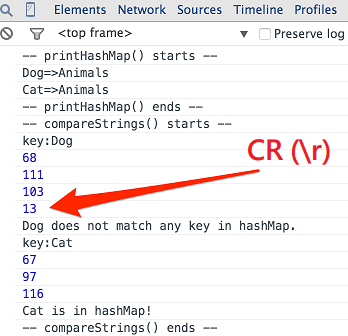 Elements Network Sources Timeline Profiles
<top frame> Preserve log
-- printHashMap() starts --
Dog=>Animals
Cat=>Animals
-- printHashMap() ends --
-- compareStrings() starts --
key:Dog
68
CR (\r)
111
103
13
Dog does not match any key in hashMap.
key:Cat
67
97
116
Cat is in hashMap!
-- compareStrings() ends --